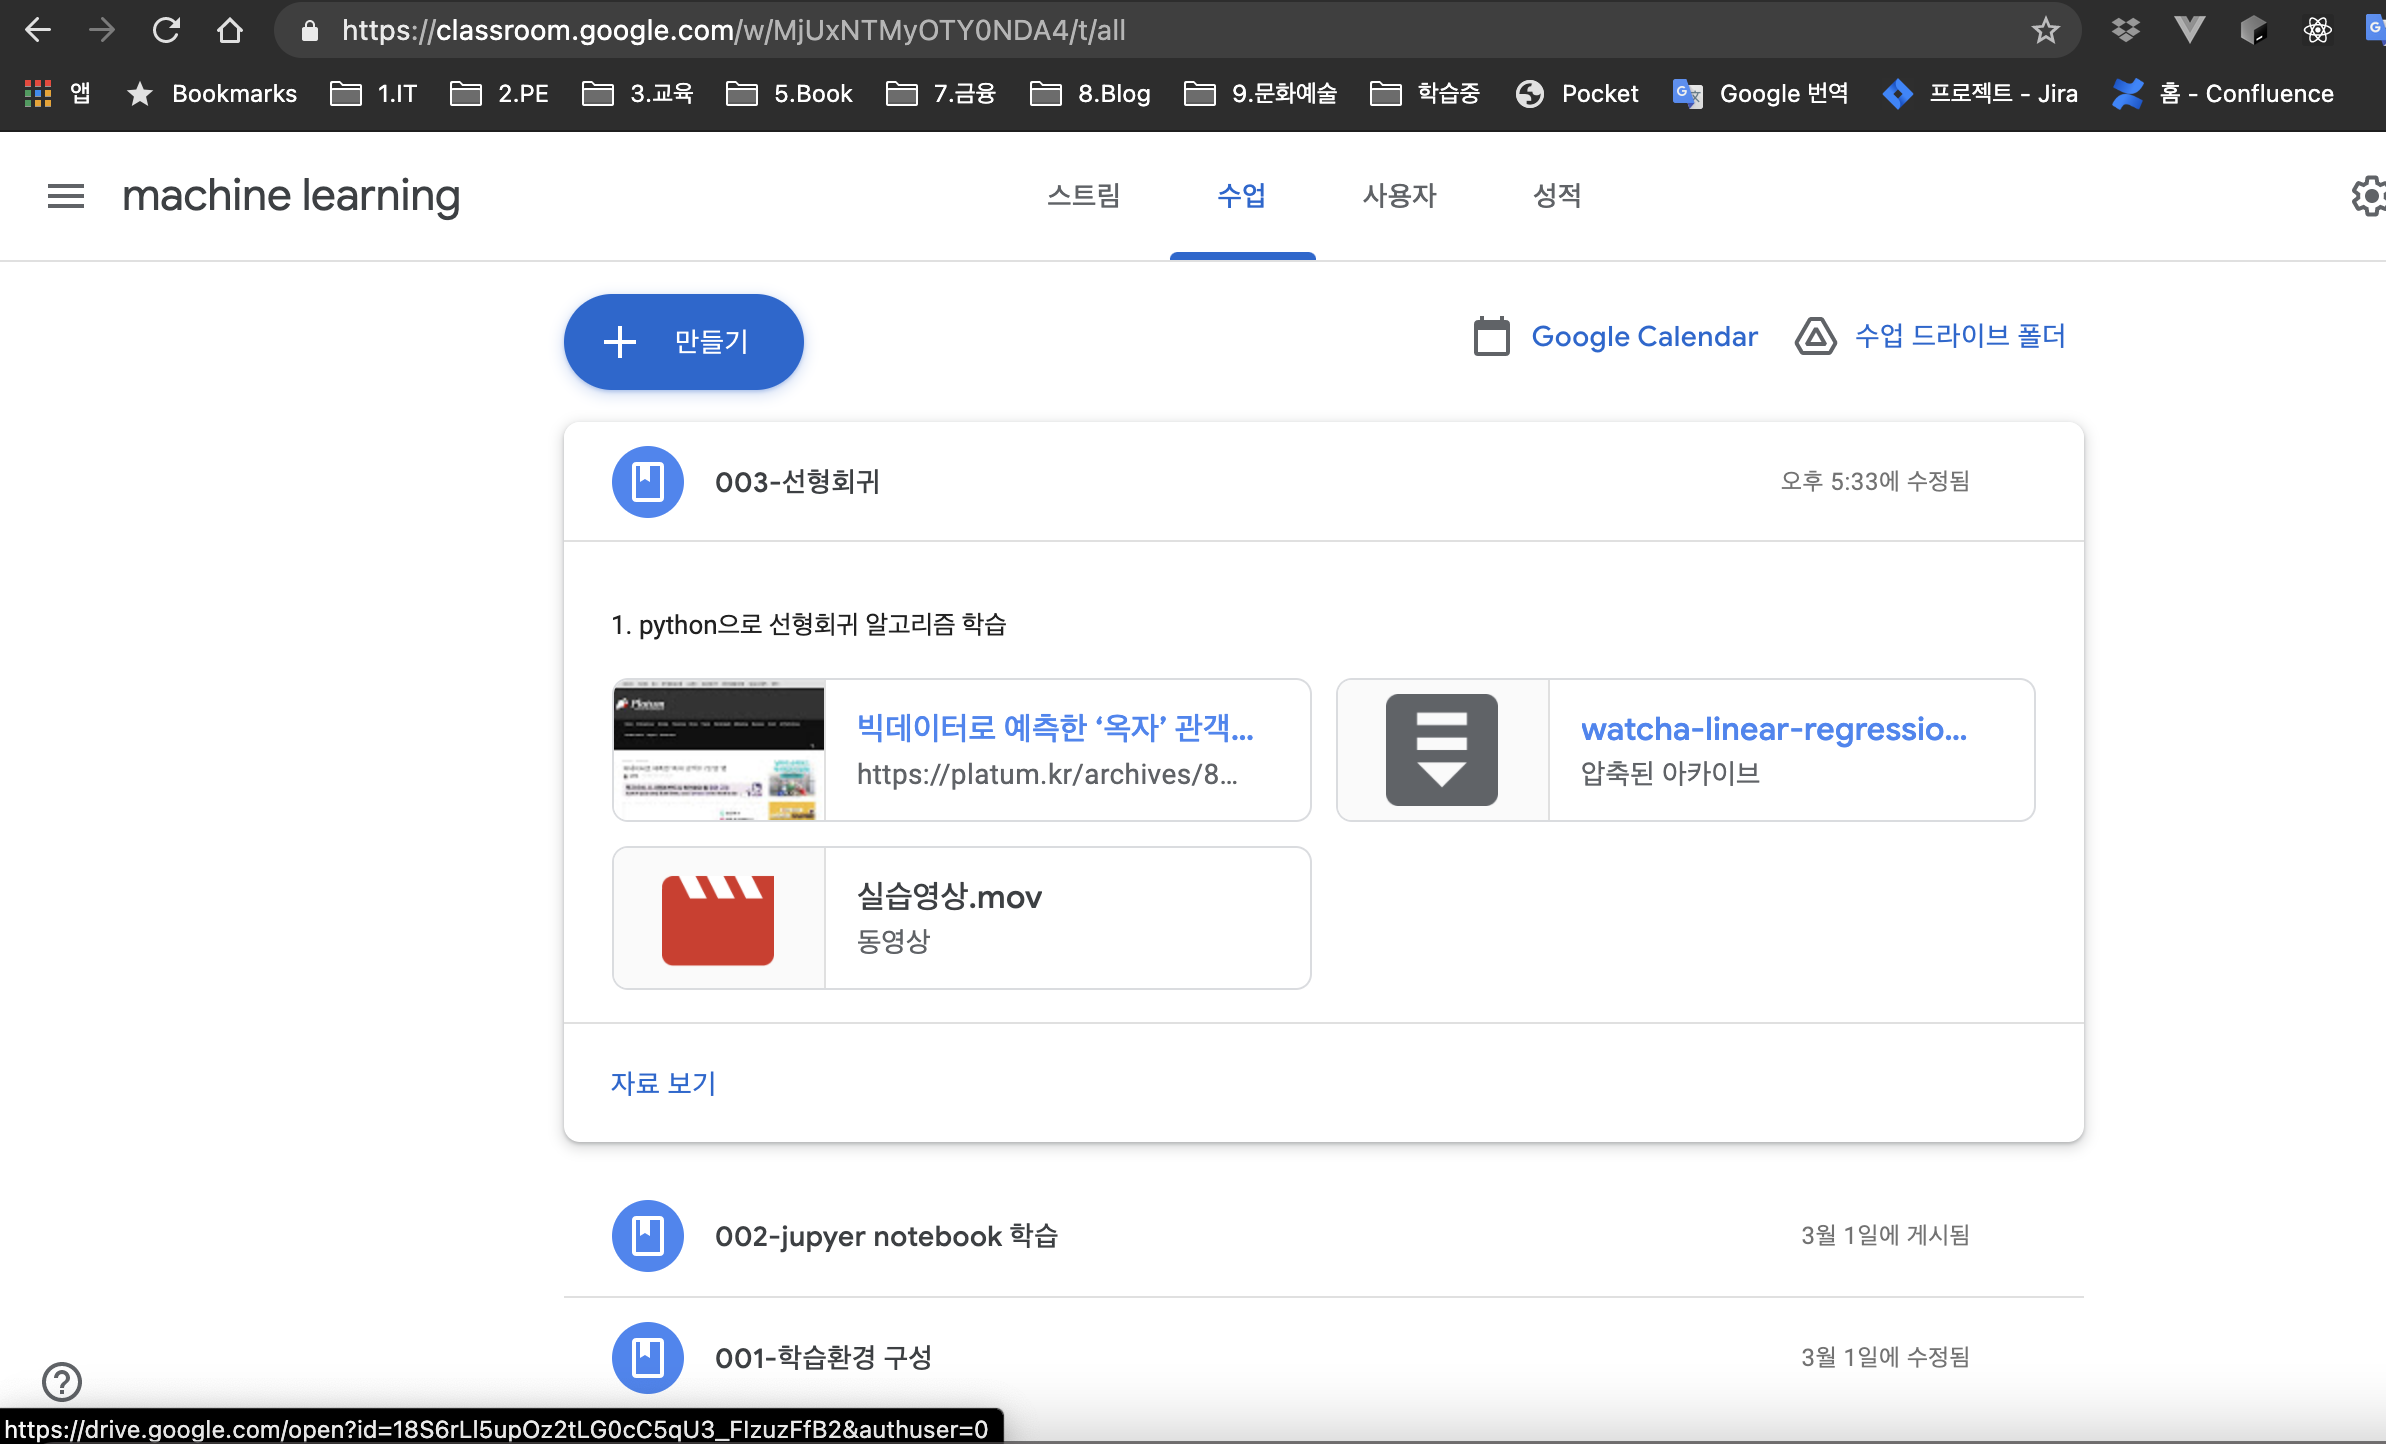 https://classroom.google.com/w/MjUxNTMyOTY0NDA4/t/all
앱 Bookmarks 1.IT 2.PE 3.교육 5.Book 7.금융 8.Blog 9.문화예술 학습중 Pocket Google 번역 프로젝트 - Jira 홈 - Confluence
machine learning 스트림 수업 사용자 성적
만들기 Google Calendar 수업 드라이브 폴더
003-선형회귀 오후 5:33에 수정됨
1. python으로 선형회귀 알고리즘 학습
Platum
빅데이터로 예측한 ‘옥자’ 관객...
https://platum.kr/archives/8...
watcha-linear-regressio...
압축된 아카이브
실습영상.mov
동영상
자료 보기
002-jupyer notebook 학습 3월 1일에 게시됨
001-학습환경 구성 3월 1일에 수정됨
https://drive.google.com/open?id=18S6rLl5upOz2tLG0cC5qU3_FIzuzFfB2&authuser=0